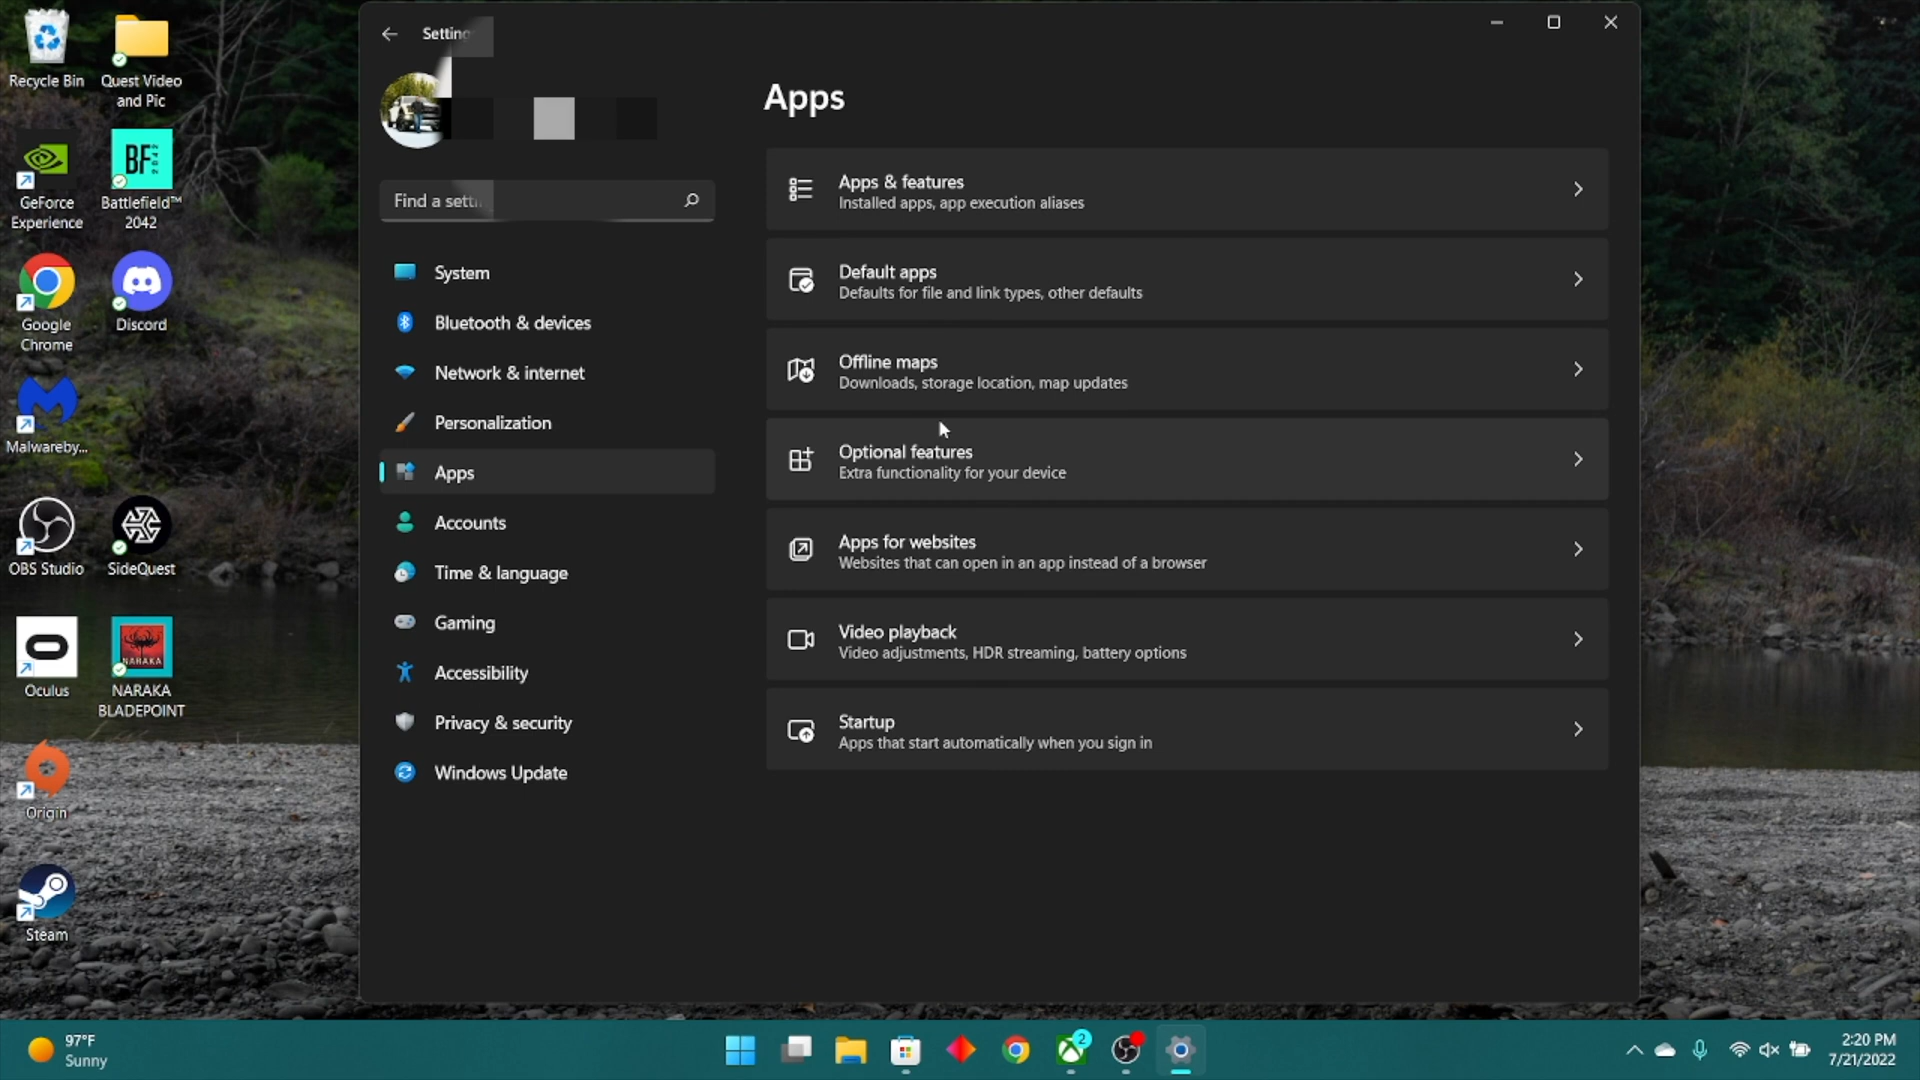 Recycle Bin
Quest Video
and Pic
GeForce
Experience
BF 2042
Battlefield™
2042
Google
Chrome
Discord
Malwareby...
OBS Studio
SideQuest
Oculus
NARAKA
NARAKA
BLADEPOINT
Origin
Steam
Setting
Find a setti
System
Bluetooth & devices
Network & internet
Personalization
Apps
Accounts
Time & language
Gaming
Accessibility
Privacy & security
Windows Update
Apps
Apps & features
Installed apps, app execution aliases
Default apps
Defaults for file and link types, other defaults
Offline maps
Downloads, storage location, map updates
Optional features
Extra functionality for your device
Apps for websites
Websites that can open in an app instead of a browser
Video playback
Video adjustments, HDR streaming, battery options
Startup
Apps that start automatically when you sign in
97°F
Sunny
2
2:20 PM
7/21/2022